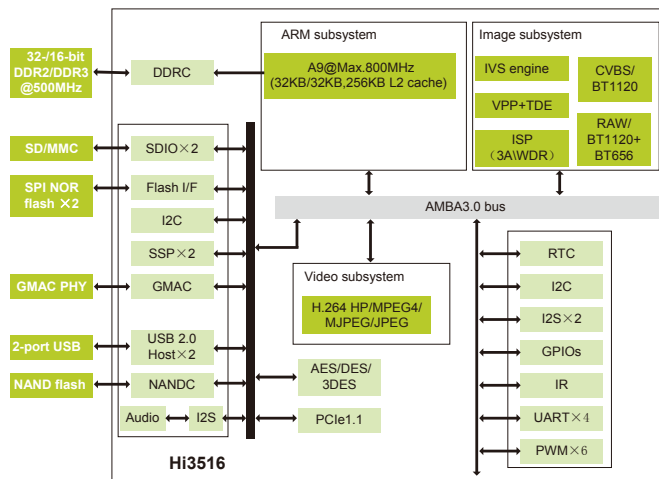 32-/16-bit
DDR2/DDR3
@500MHz
DDRC
ARM subsystem
A9@Max.800MHz
(32KB/32KB,256KB L2 cache)
Image subsystem
IVS engine
CVBS/
BT1120
VPP+TDE
ISP
（3A\WDR）
RAW/
BT1120+
BT656
SD/MMC
SDIO×2
SPI NOR
flash ×2
Flash I/F
I2C
SSP×2
GMAC PHY
GMAC
2-port USB
USB 2.0
Host×2
NAND flash
NANDC
Audio
I2S
AMBA3.0 bus
Video subsystem
H.264 HP/MPEG4/
MJPEG/JPEG
AES/DES/
3DES
PCIe1.1
RTC
I2C
I2S×2
GPIOs
IR
UART×4
PWM×6
Hi3516